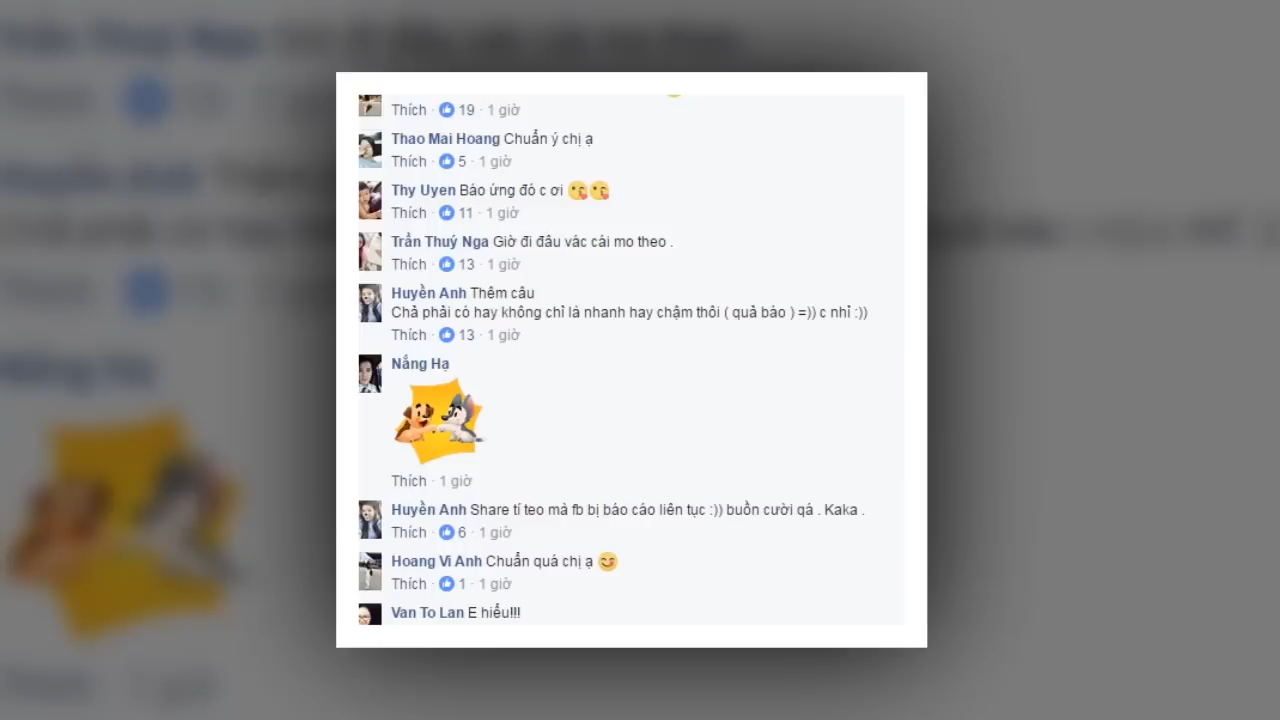 Thích · 19 · 1 giờ
Thao Mai Hoang Chuẩn ý chị ạ
Thích · 5 · 1 giờ
Thy Uyen Báo ứng đó c ơi
Thích · 11 · 1 giờ
Trần Thuý Nga Giờ đi đâu vác cái mo theo .
Thích · 13 · 1 giờ
Huyền Anh Thêm câu
Chả phải có hay không chỉ là nhanh hay chậm thôi ( quả báo ) =)) c nhỉ :))
Thích · 13 · 1 giờ
Nắng Hạ
Thích · 1 giờ
Huyền Anh Share tí teo mà fb bị báo cáo liên tục :)) buồn cười qá . Kaka .
Thích · 6 · 1 giờ
Hoang Vi Anh Chuẩn quá chị ạ
Thích · 1 · 1 giờ
Van To Lan E hiểu!!!